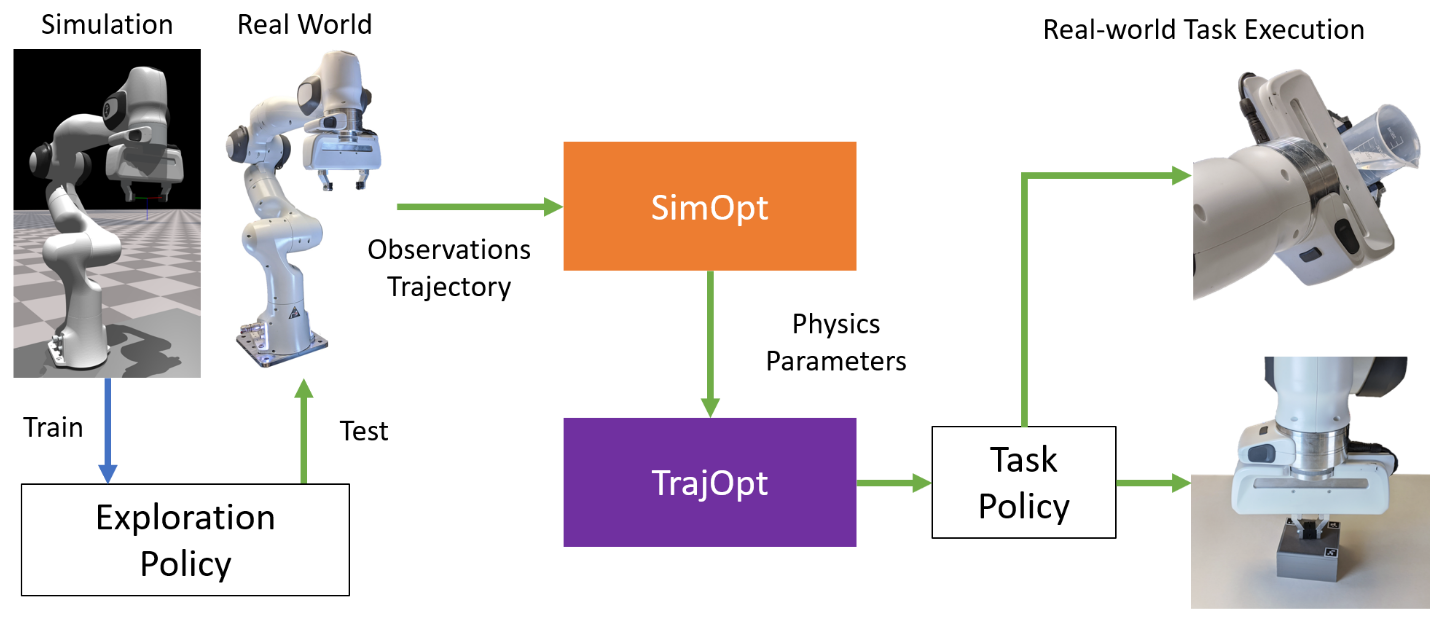 Simulation
Real World
Real-world Task Execution
SimOpt
Observations
Trajectory
Physics
Parameters
Train
Test
Exploration
Policy
TrajOpt
Task
Policy